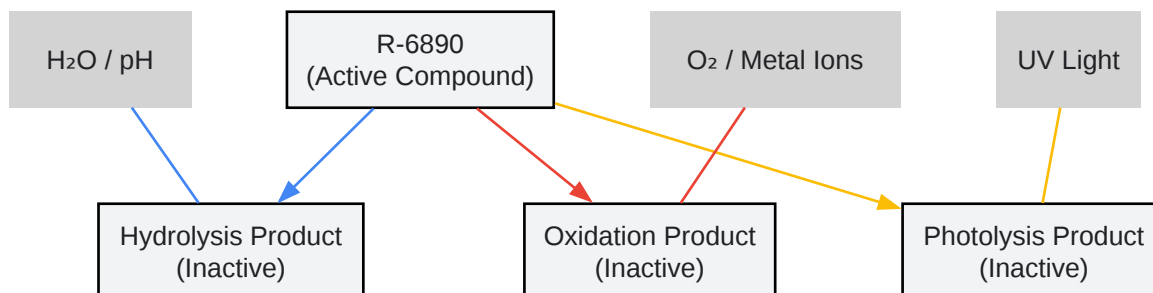 H₂O / pH
R-6890
(Active Compound)
O₂ / Metal Ions
UV Light
Hydrolysis Product
(Inactive)
Oxidation Product
(Inactive)
Photolysis Product
(Inactive)